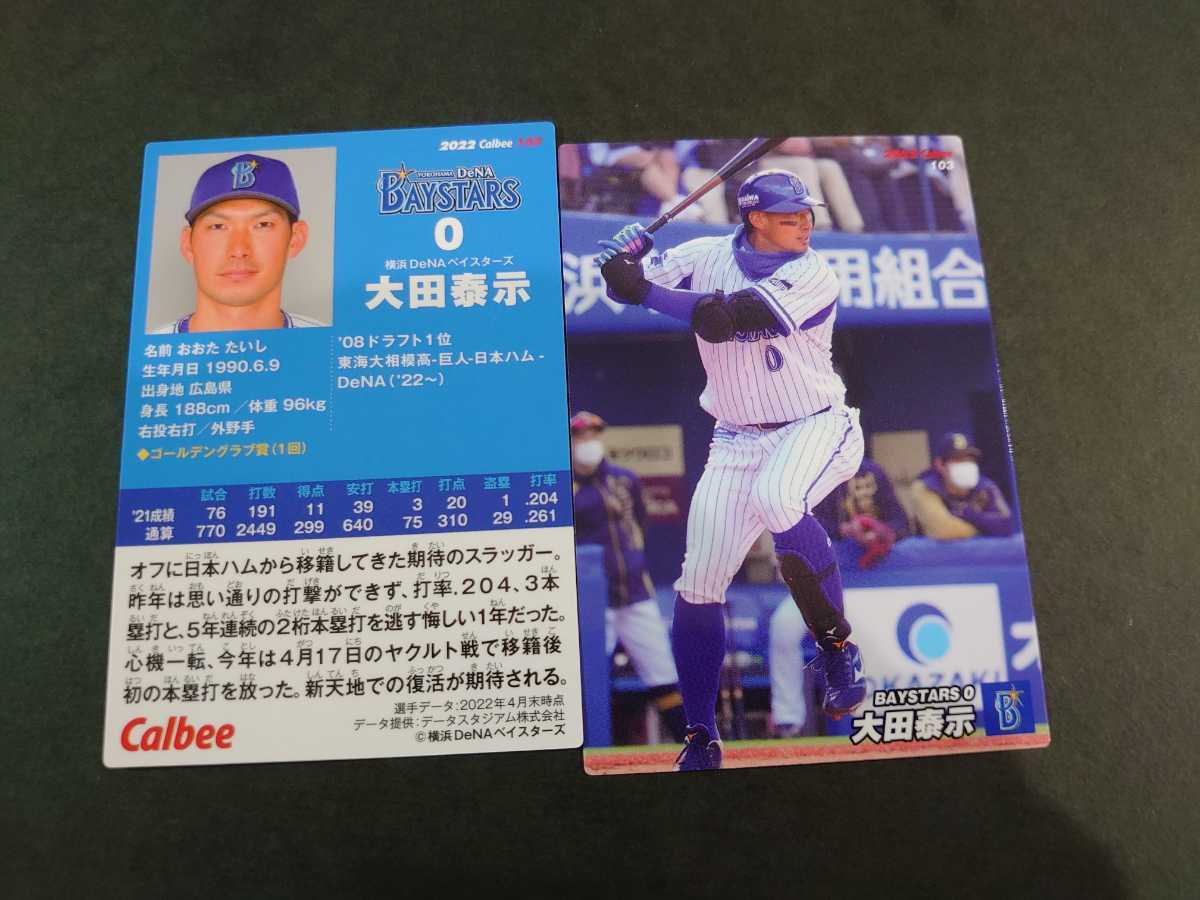 2022 Calbee 103
YOKOHAMA DeNA
BAYSTARS
0
横浜DeNAベイスターズ
大田泰示
名前 おおた たいし
生年月日 1990.6.9
出身地 広島県
身長 188cm／体重 96kg
右投右打／外野手
◆ゴールデングラブ賞（1回）
'08ドラフト1位
東海大相模高-巨人-日本ハム-
DeNA（'22～）
試合 打数 得点 安打 本塁打 打点 盗塁 打率
'21成績 76 191 11 39 3 20 1 .204
通算 770 2449 299 640 75 310 29 .261
オフに日本ハムから移籍してきた期待のスラッガー。
昨年は思い通りの打撃ができず、打率.204、3本
塁打と、5年連続の2桁本塁打を逃す悔しい1年だった。
心機一転、今年は4月17日のヤクルト戦で移籍後
初の本塁打を放った。新天地での復活が期待される。
選手データ：2022年4月末時点
データ提供：データスタジアム株式会社
©横浜DeNAベイスターズ
Calbee
2022 Calbee
103
浜
用組合
0
OKAZAKI
BAYSTARS 0
大田泰示